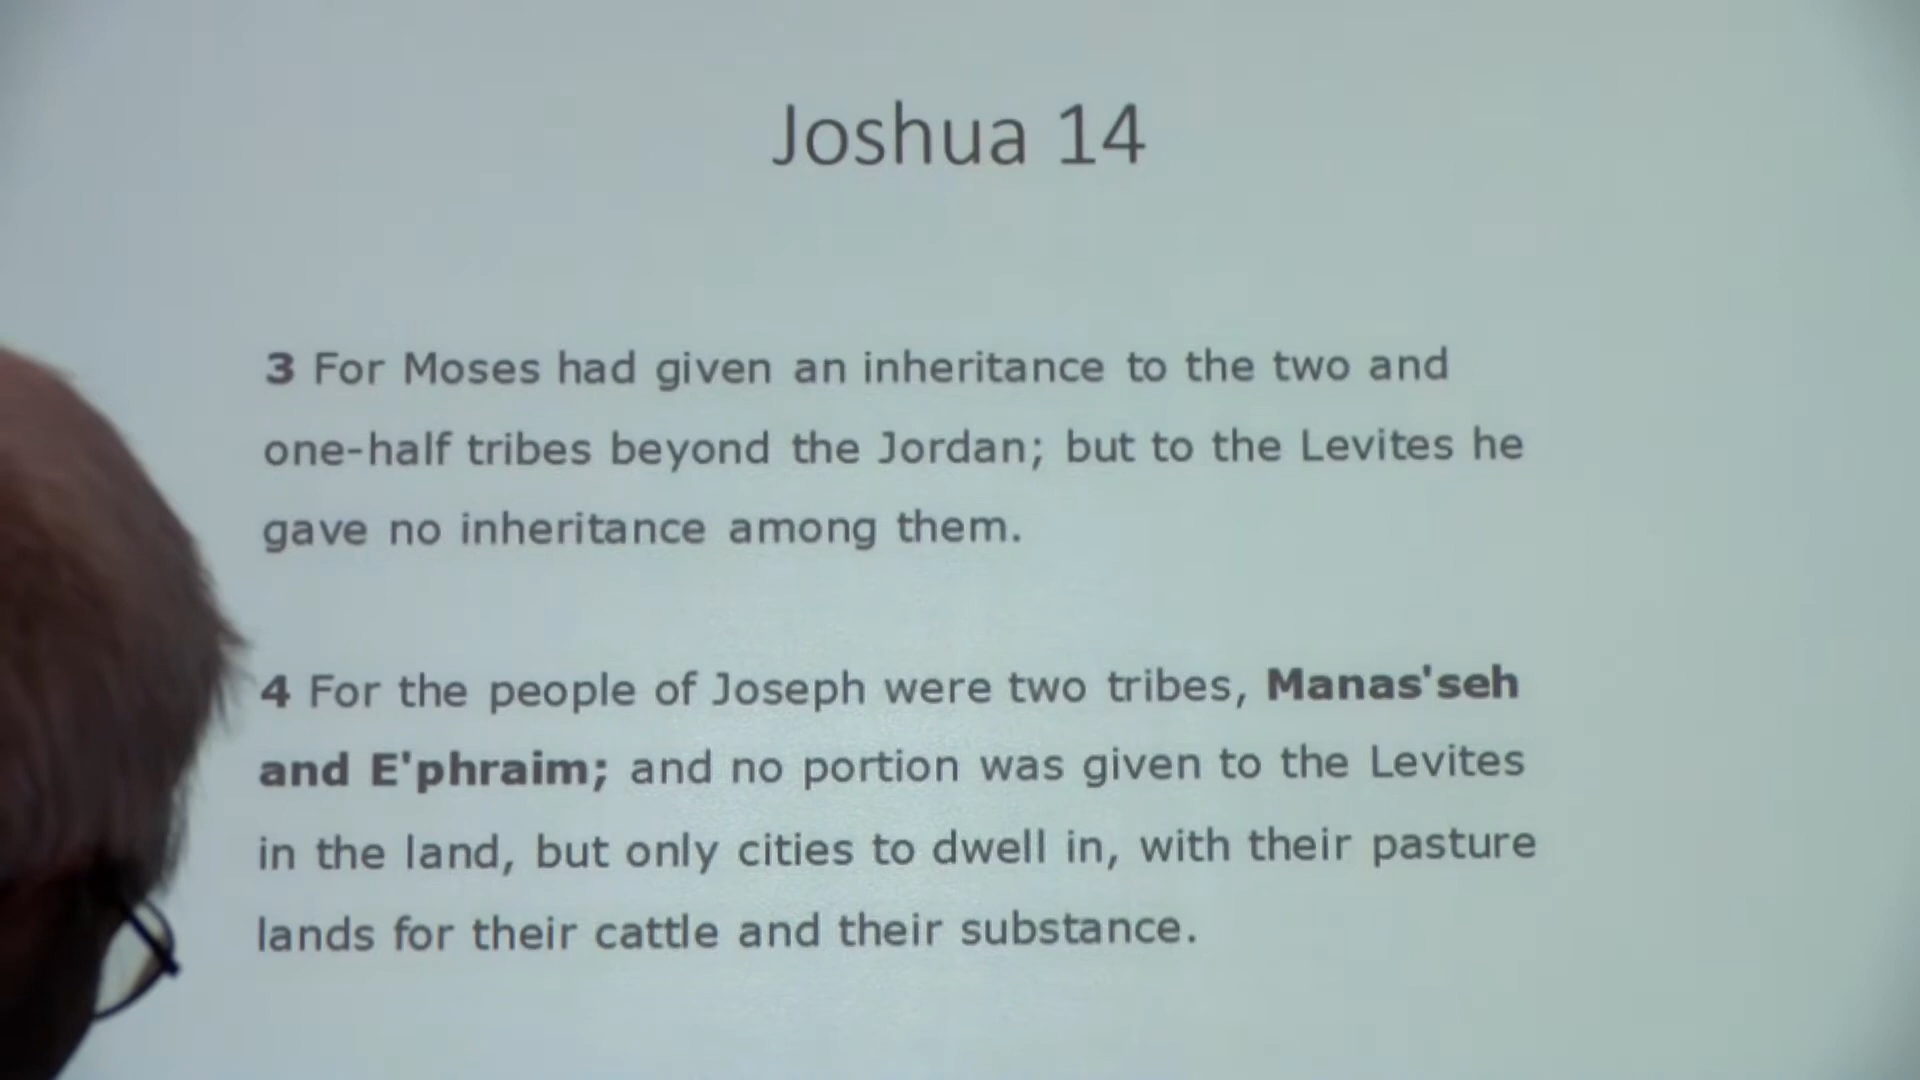 Joshua 14
3 For Moses had given an inheritance to the two and
one-half tribes beyond the Jordan; but to the Levites he
gave no inheritance among them.
4 For the people of Joseph were two tribes, Manas'seh
and E'phraim; and no portion was given to the Levites
in the land, but only cities to dwell in, with their pasture
lands for their cattle and their substance.